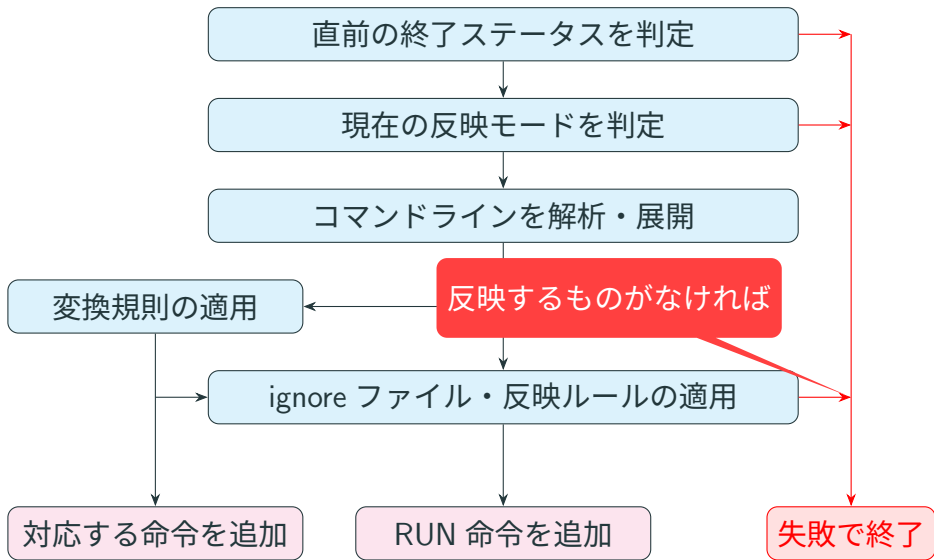 直前の終了ステータスを判定
現在の反映モードを判定
コマンドラインを解析・展開
反映するものがなければ
変換規則の適用
ignore ファイル・反映ルールの適用
対応する命令を追加
RUN 命令を追加
失敗で終了